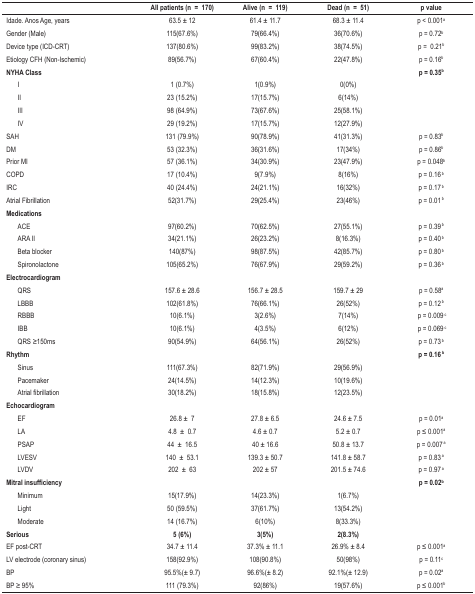 All patients (n = 170) Alive (n = 119) Dead (n = 51) p value
Idade. Anos Age, years 63.5 ± 12 61.4 ± 11.7 68.3 ± 11.4 p < 0.001ᵃ
Gender (Male) 115(67.6%) 79(66.4%) 36(70.6%) p = 0.72ᵇ
Device type (ICD-CRT) 137(80.6%) 99(83.2%) 38(74.5%) p = 0.21ᵇ
Etiology CFH (Non-Ischemic) 89(56.7%) 67(60.4%) 22(47.8%) p = 0.16ᵇ
NYHA Class p = 0.35ᵇ
I 1 (0.7%) 1(0.9%) 0(0%)
II 23 (15.2%) 17(15.7%) 6(14%)
III 98 (64.9%) 73(67.6%) 25(58.1%)
IV 29 (19.2%) 17(15.7%) 12(27.9%)
SAH 131 (79.9%) 90(78.9%) 41(31.3%) p = 0.83ᵇ
DM 53 (32.3%) 36(31.6%) 17(34%) p = 0.86ᵇ
Prior MI 57 (36.1%) 34(30.9%) 23(47.9%) p = 0.048ᵇ
COPD 17 (10.4%) 9(7.9%) 8(16%) p = 0.16 ᵇ
IRC 40 (24.4%) 24(21.1%) 16(32%) p = 0.17 ᵇ
Atrial Fibrillation 52(31.7%) 29(25.4%) 23(46%) p = 0.01 ᵇ
Medications
ACE 97(60.2%) 70(62.5%) 27(55.1%) p = 0.39 ᵇ
ARA II 34(21.1%) 26(23.2%) 8(16.3%) p = 0.40 ᵇ
Beta blocker 140(87%) 98(87.5%) 42(85.7%) p = 0.80 ᵇ
Spironolactone 105(65.2%) 76(67.9%) 29(59.2%) p = 0.36 ᵇ
Electrocardiogram
QRS 157.6 ± 28.6 156.7 ± 28.5 159.7 ± 29 p = 0.58ᵃ
LBBB 102(61.8%) 76(66.1%) 26(52%) p = 0.12 ᵇ
RBBB 10(6.1%) 3(2.6%) 7(14%) p = 0.009 ᶜ
IBB 10(6.1%) 4(3.5%) 6(12%) p = 0.069 ᶜ
QRS ≥150ms 90(54.9%) 64(56.1%) 26(52%) p = 0.73 ᵇ
Rhythm p = 0.16 ᵇ
Sinus 111(67.3%) 82(71.9%) 29(56.9%)
Pacemaker 24(14.5%) 14(12.3%) 10(19.6%)
Atrial fibrillation 30(18.2%) 18(15.8%) 12(23.5%)
Echocardiogram
EF 26.8 ± 7 27.8 ± 6.5 24.6 ± 7.5 p = 0.01ᵃ
LA 4.8 ± 0.7 4.6 ± 0.7 5.2 ± 0.7 p ≤ 0.001ᵃ
PSAP 44 ± 16.5 40 ± 16.6 50.8 ± 13.7 p = 0.007 ᵃ
LVESV 140 ± 53.1 139.3 ± 50.7 141.8 ± 58.7 p = 0.83 ᵃ
LVDV 202 ± 63 202 ± 57 201.5 ± 74.6 p = 0.97 ᵃ
Mitral insufficiency p = 0.02ᵇ
Minimum 15(17.9%) 14(23.3%) 1(6.7%)
Light 50 (59.5%) 37(61.7%) 13(54.2%)
Moderate 14 (16.7%) 6(10%) 8(33.3%)
Serious 5 (6%) 3(5%) 2(8.3%)
EF post-CRT 34.7 ± 11.4 37.3% ± 11.1 26.9% ± 8.4 p ≤ 0.001ᵃ
LV electrode (coronary sinus) 158(92.9%) 108(90.8%) 50(98%) p = 0.11 ᶜ
BP 95.5%(± 9.7) 96.6%(± 8.2) 92.1%(± 12.9) p = 0.02ᵃ
BP ≥ 95% 111 (79.3%) 92(86%) 19(57.6%) p ≤ 0.001ᵇ